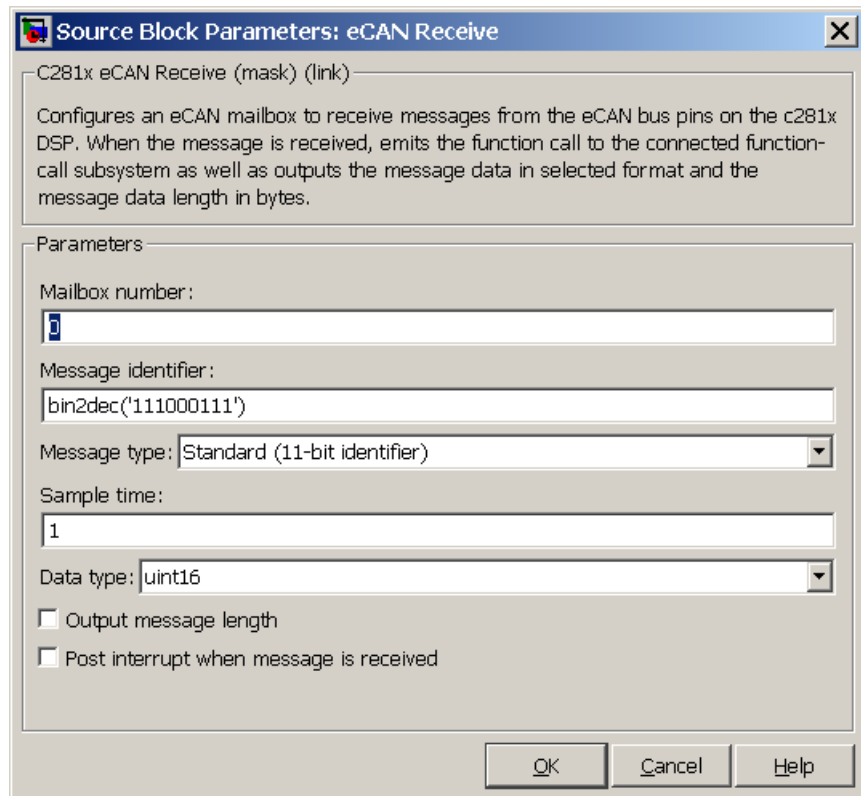 Source Block Parameters: eCAN Receive
C281x eCAN Receive (mask) (link)
Configures an eCAN mailbox to receive messages from the eCAN bus pins on the c281x
DSP. When the message is received, emits the function call to the connected function-
call subsystem as well as outputs the message data in selected format and the
message data length in bytes.
Parameters
Mailbox number:
0
Message identifier:
bin2dec('111000111')
Message type: Standard (11-bit identifier)
Sample time:
1
Data type: uint16
Output message length
Post interrupt when message is received
OK Cancel Help